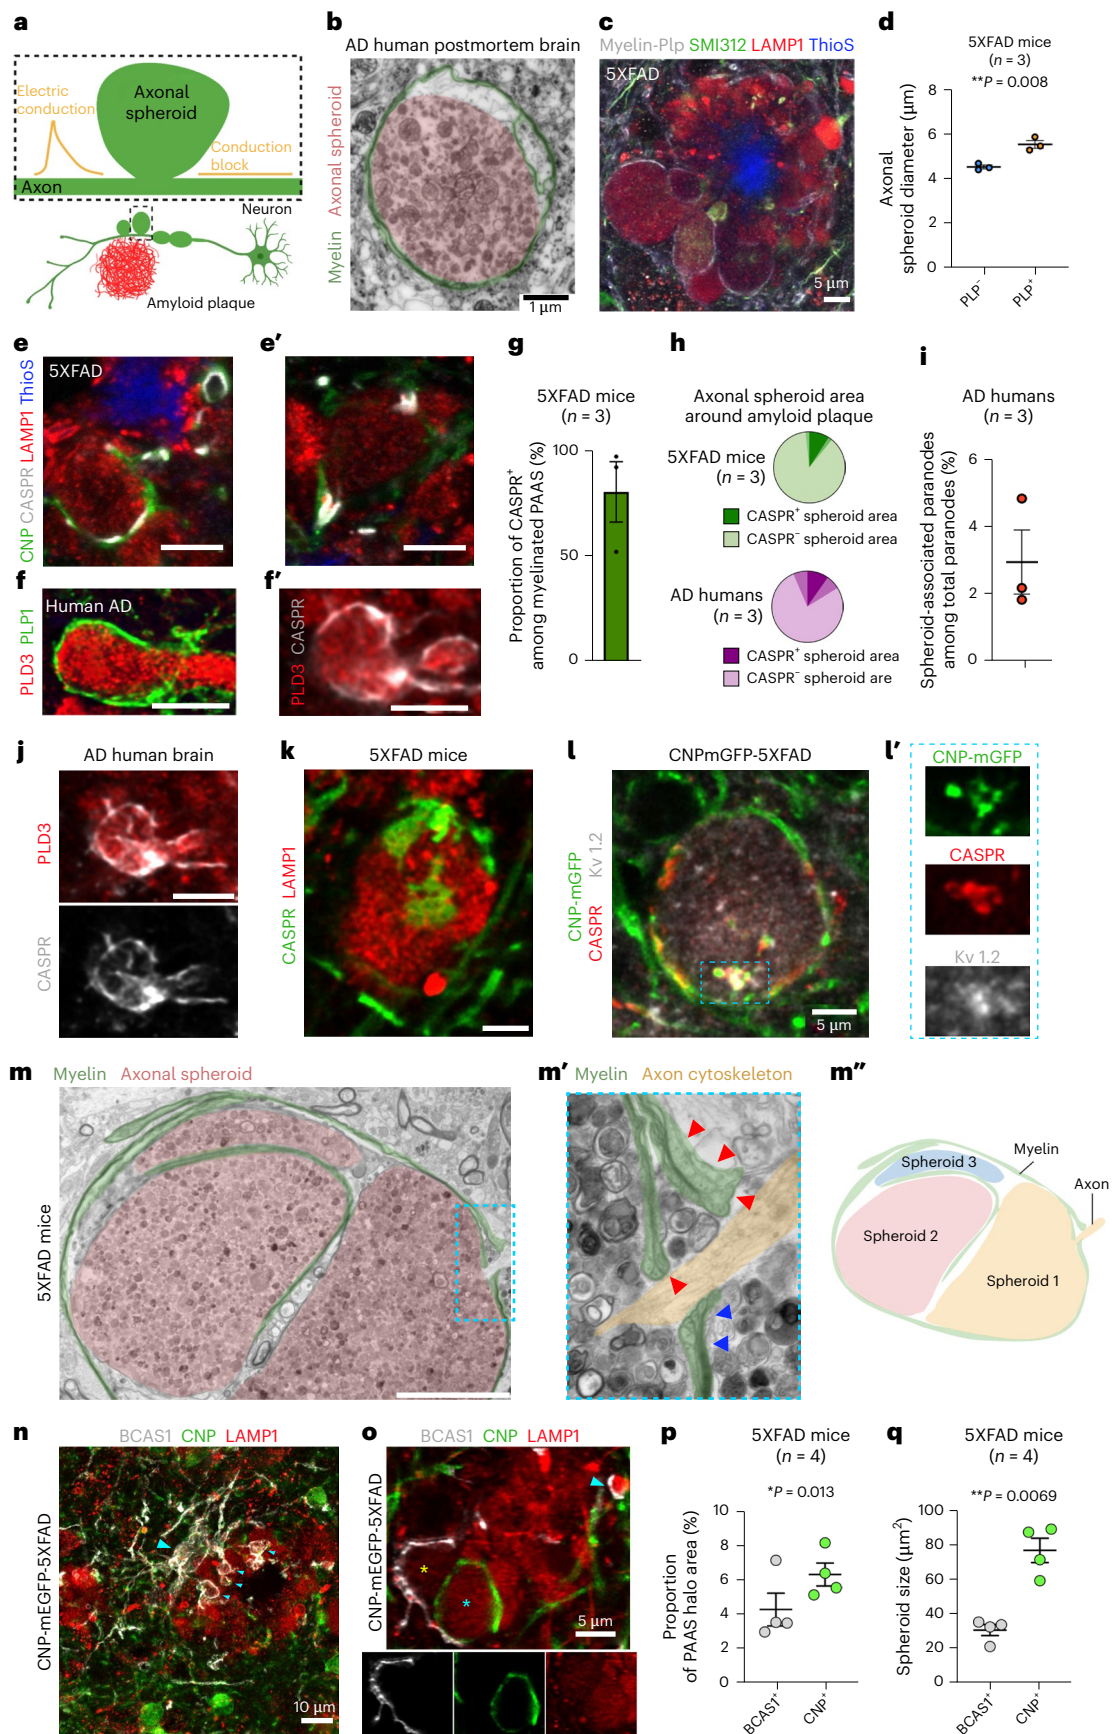 a
Electric
conduction
Axonal
spheroid
Conduction
block
Axon
Neuron
Amyloid plaque
b
AD human postmortem brain
Myelin Axonal spheroid
1 µm
c
Myelin-Plp SMI312 LAMP1 ThioS
5XFAD
5 µm
d
5XFAD mice
(n = 3)
**P = 0.008
Axonal
spheroid diameter (µm)
8
6
4
2
0
PLP⁻
PLP⁺
e
CNP CASPR LAMP1 ThioS
5XFAD
e′
f
PLD3 PLP1
Human AD
f′
PLD3 CASPR
g
5XFAD mice
(n = 3)
Proportion of CASPR⁺
among myelinated PAAS (%)
100
50
0
h
Axonal spheroid area
around amyloid plaque
5XFAD mice
(n = 3)
CASPR⁺ spheroid area
CASPR⁻ spheroid area
AD humans
(n = 3)
CASPR⁺ spheroid area
CASPR⁻ spheroid are
i
AD humans
(n = 3)
Spheroid-associated paranodes
among total paranodes (%)
6
4
2
0
j
AD human brain
PLD3
CASPR
k
5XFAD mice
CASPR LAMP1
l
CNPmGFP-5XFAD
CNP-mGFP
CASPR Kv 1.2
5 µm
l′
CNP-mGFP
CASPR
Kv 1.2
m
Myelin Axonal spheroid
5XFAD mice
m′
Myelin Axon cytoskeleton
m″
Spheroid 3
Myelin
Axon
Spheroid 2
Spheroid 1
n
BCAS1 CNP LAMP1
CNP-mEGFP-5XFAD
10 µm
o
BCAS1 CNP LAMP1
CNP-mEGFP-5XFAD
*
*
5 µm
p
5XFAD mice
(n = 4)
*P = 0.013
Proportion
of PAAS halo area (%)
10
8
6
4
2
0
BCAS1⁺
CNP⁺
q
5XFAD mice
(n = 4)
**P = 0.0069
Spheroid size (µm²)
100
80
60
40
20
0
BCAS1⁺
CNP⁺